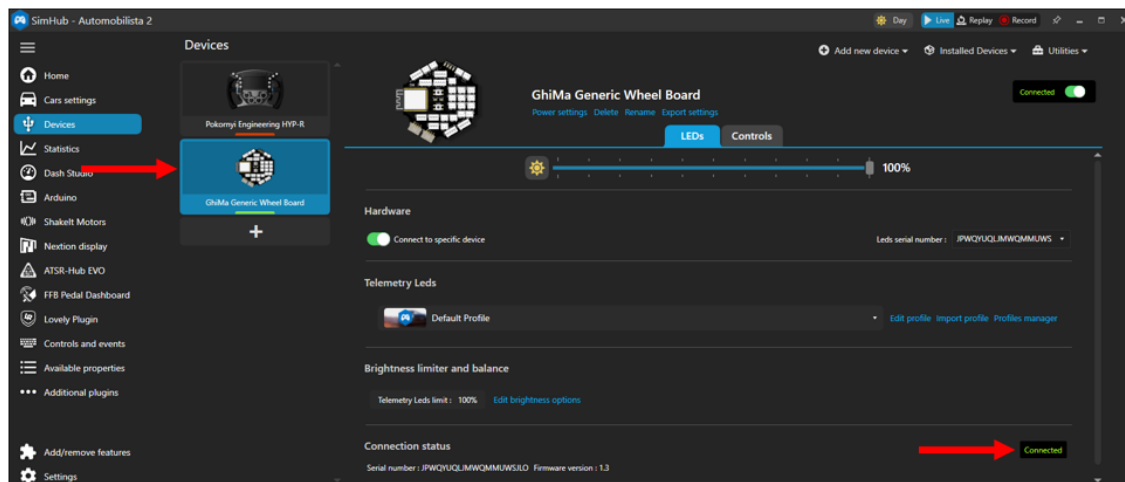 SimHub - Automobilista 2
Day
Live
Replay
Record
Home
Cars settings
Devices
Statistics
Dash Studio
Arduino
ShakeIt Motors
Nextion display
ATSR-Hub EVO
FFB Pedal Dashboard
Lovely Plugin
Controls and events
Available properties
Additional plugins
Add/remove features
Settings
Devices
Pokornyi Engineering HYP-R
GhiMa Generic Wheel Board
+
Add new device
Installed Devices
Utilities
GhiMa Generic Wheel Board
Connected
Power settings Delete Rename Export settings
LEDs
Controls
100%
Hardware
Connect to specific device
Leds serial number : JPWQYUQLJMWQMMUWS
Telemetry Leds
Default Profile
Edit profile Import profile Profiles manager
Brightness limiter and balance
Telemetry Leds limit : 100%
Edit brightness options
Connection status
Connected
Serial number : JPWQYUQLJMWQMMUWSJLO Firmware version : 1.3